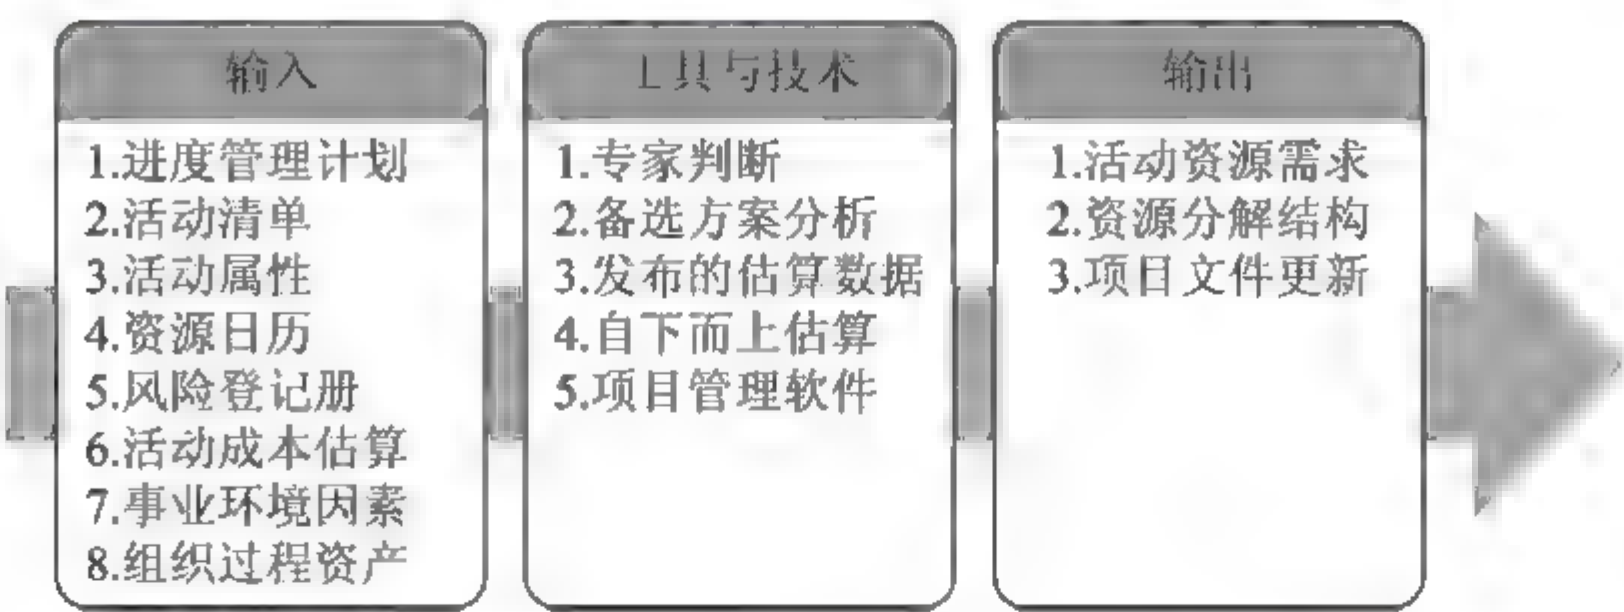 输入
1.进度管理计划
2.活动清单
3.活动属性
4.资源日历
5.风险登记册
6.活动成本估算
7.事业环境因素
8.组织过程资产
工具与技术
1.专家判断
2.备选方案分析
3.发布的估算数据
4.自下而上估算
5.项目管理软件
输出
1.活动资源需求
2.资源分解结构
3.项目文件更新